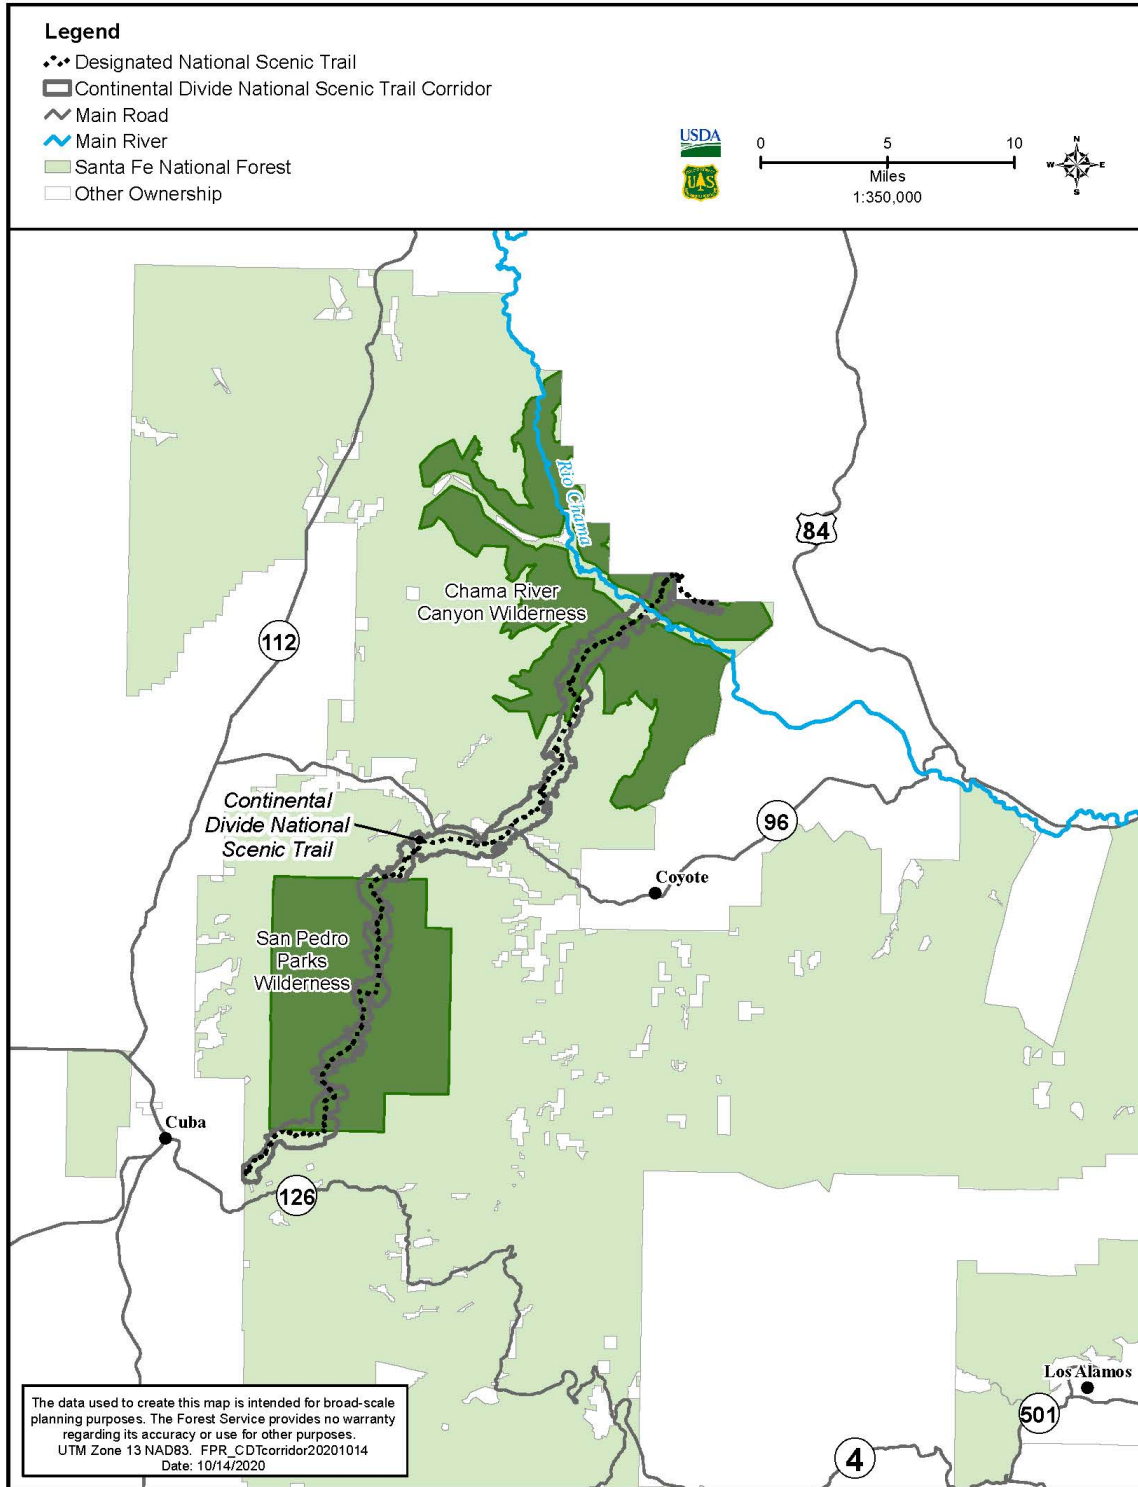 Legend
Designated National Scenic Trail
Continental Divide National Scenic Trail Corridor
Main Road
Main River
Santa Fe National Forest
Other Ownership
USDA
U S
0 5 10
Miles
1:350,000
N
W E
S
Rio Chama
84
Chama River
Canyon Wilderness
112
Continental
Divide National
Scenic Trail
96
Coyote
San Pedro
Parks
Wilderness
Cuba
126
Los Alamos
501
4
The data used to create this map is intended for broad-scale
planning purposes. The Forest Service provides no warranty
regarding its accuracy or use for other purposes.
UTM Zone 13 NAD83. FPR_CDTcorridor20201014
Date: 10/14/2020